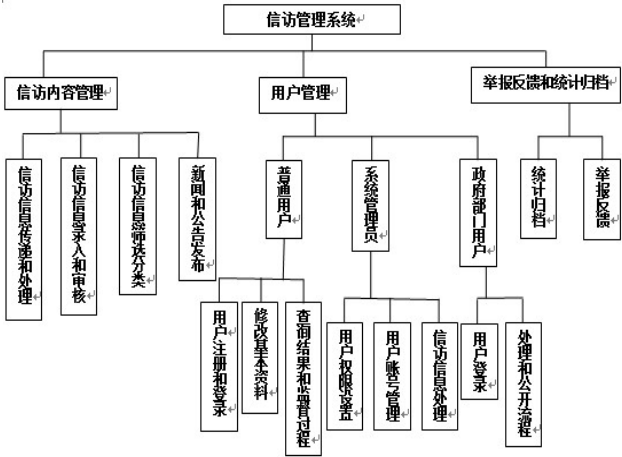 信访管理系统
信访内容管理
用户管理
举报反馈和统计归档
信访信息传递和处理
信访信息录入和审核
信访信息筛选分类
新闻和公告发布
普通用户
系统管理员
政府部门用户
统计归档
举报反馈
用户注册和登录
修改基本资料
查询结果和监督过程
用户权限设置
用户账号管理
信访信息处理
用户登录
处理和公开流程